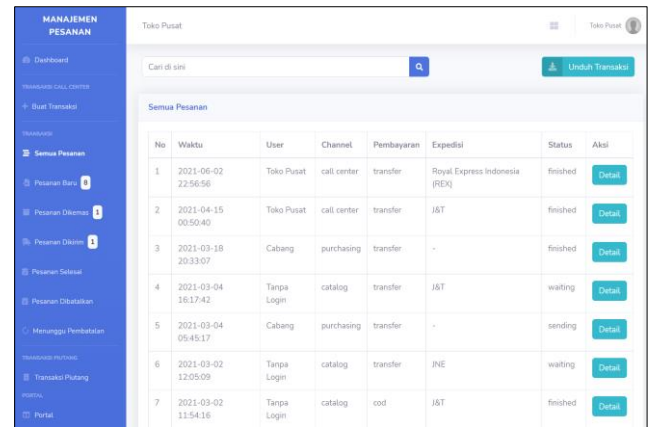 MANAJEMEN
PESANAN
Dashboard
TRANSAKSI CALL CENTER
+ Buat Transaksi
TRANSAKSI
Semua Pesanan
Pesanan Baru 8
Pesanan Dikemas 1
Pesanan Dikirim 1
Pesanan Selesai
Pesanan Dibatalkan
Menunggu Pembatalan
TRANSAKSI PIUTANG
Transaksi Piutang
PORTAL
Portal
Toko Pusat
Toko Pusat
Cari di sini
Unduh Transaksi
Semua Pesanan
No Waktu User Channel Pembayaran Expedisi Status Aksi
1 2021-06-02 Toko Pusat call center transfer Royal Express Indonesia finished Detail
22:56:56 (REX)
2 2021-04-15 Toko Pusat call center transfer J&T finished Detail
00:50:40
3 2021-03-18 Cabang purchasing transfer - finished Detail
20:33:07
4 2021-03-04 Tanpa catalog transfer J&T waiting Detail
16:17:42 Login
5 2021-03-04 Cabang purchasing transfer - sending Detail
05:45:17
6 2021-03-02 Tanpa catalog transfer JNE waiting Detail
12:05:09 Login
7 2021-03-02 Tanpa catalog cod J&T finished Detail
11:54:16 Login